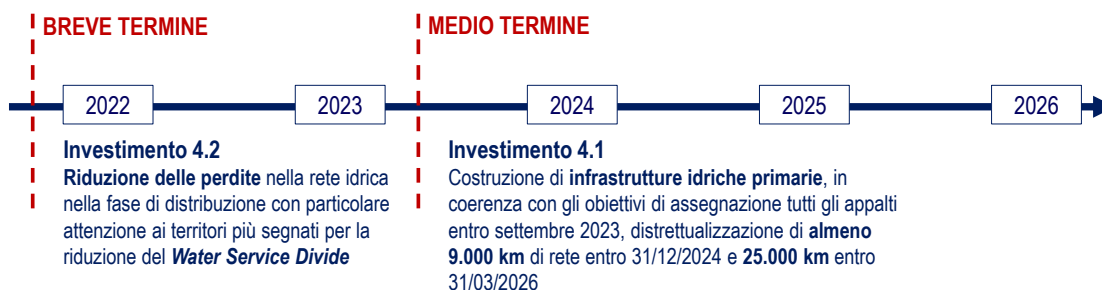 BREVE TERMINE
MEDIO TERMINE
2022
2023
2024
2025
2026
Investimento 4.2
Riduzione delle perdite nella rete idrica
nella fase di distribuzione con particolare
attenzione ai territori più segnati per la
riduzione del Water Service Divide
Investimento 4.1
Costruzione di infrastrutture idriche primarie, in
coerenza con gli obiettivi di assegnazione tutti gli appalti
entro settembre 2023, distrettualizzazione di almeno
9.000 km di rete entro 31/12/2024 e 25.000 km entro
31/03/2026